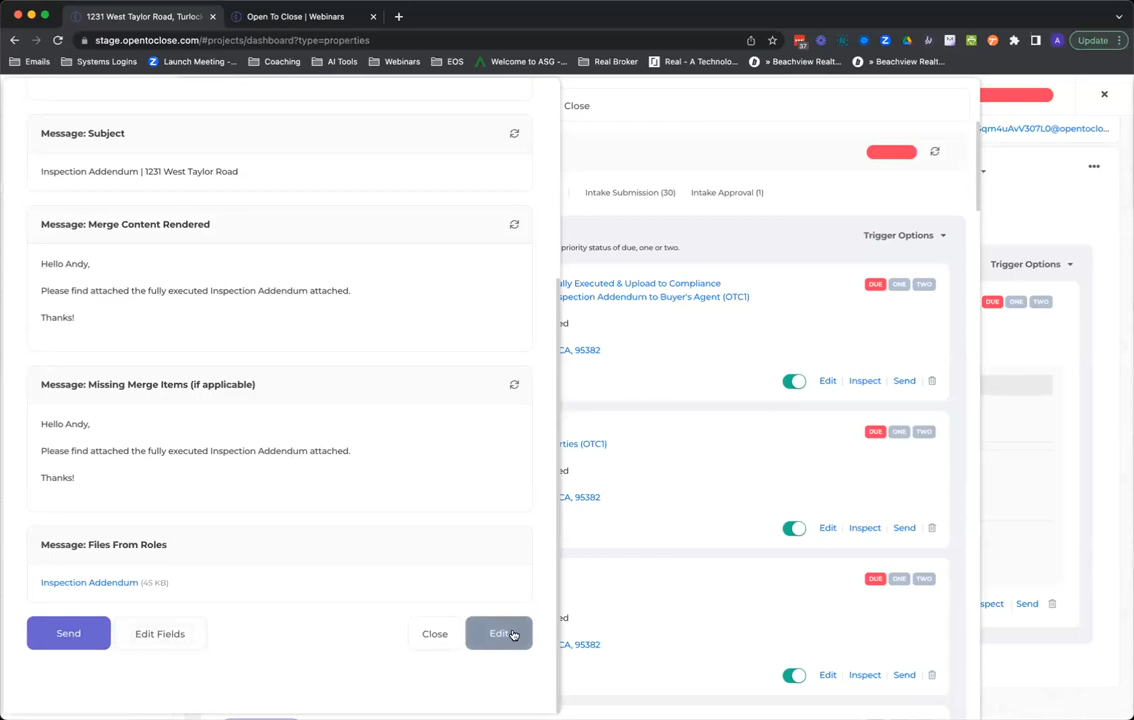 1231 West Taylor Road, Turlock
Open To Close | Webinars
stage.opentoclose.com/#projects/dashboard?type=properties
37
A
Update
Emails
Systems Logins
Launch Meeting -...
Coaching
AI Tools
Webinars
EOS
Welcome to ASG -...
Real Broker
Real - A Technolo...
» Beachview Realt...
» Beachview Realt...
Message: Subject
Inspection Addendum | 1231 West Taylor Road
Message: Merge Content Rendered
Hello Andy,
Please find attached the fully executed Inspection Addendum attached.
Thanks!
Message: Missing Merge Items (if applicable)
Hello Andy,
Please find attached the fully executed Inspection Addendum attached.
Thanks!
Message: Files From Roles
Inspection Addendum (45 KB)
Send
Edit Fields
Close
Edit
Close
Intake Submission (30)
Intake Approval (1)
Trigger Options
priority status of due, one or two.
ully Executed & Upload to Compliance
spection Addendum to Buyer's Agent (OTC1)
DUE ONE TWO
ed
CA, 95382
Edit | Inspect | Send
rties (OTC1)
DUE ONE TWO
ed
CA, 95382
Edit | Inspect | Send
DUE ONE TWO
ed
CA, 95382
Edit | Inspect | Send
qm4uAvV307L0@opentoclo...
Trigger Options
DUE ONE TWO
spect | Send